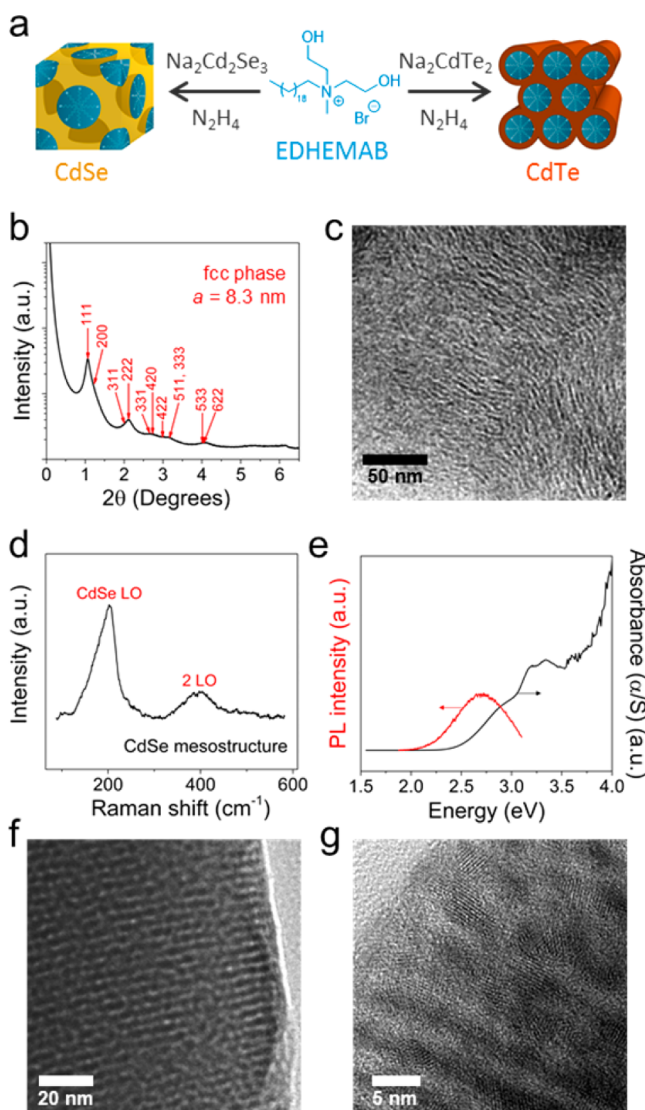 a
Na₂Cd₂Se₃
N₂H₄
CdSe
OH
OH
N
+
18
Br⁻
EDHEMAB
Na₂CdTe₂
N₂H₄
CdTe
b
Intensity (a.u.)
fcc phase
a = 8.3 nm
111
200
311
222
331
420
422
511, 333
533
622
0 1 2 3 4 5 6
2θ (Degrees)
c
50 nm
d
Intensity (a.u.)
CdSe LO
2 LO
CdSe mesostructure
200 400 600
Raman shift (cm⁻¹)
e
PL intensity (a.u.)
Absorbance (α/S) (a.u.)
1.5 2.0 2.5 3.0 3.5 4.0
Energy (eV)
f
20 nm
g
5 nm